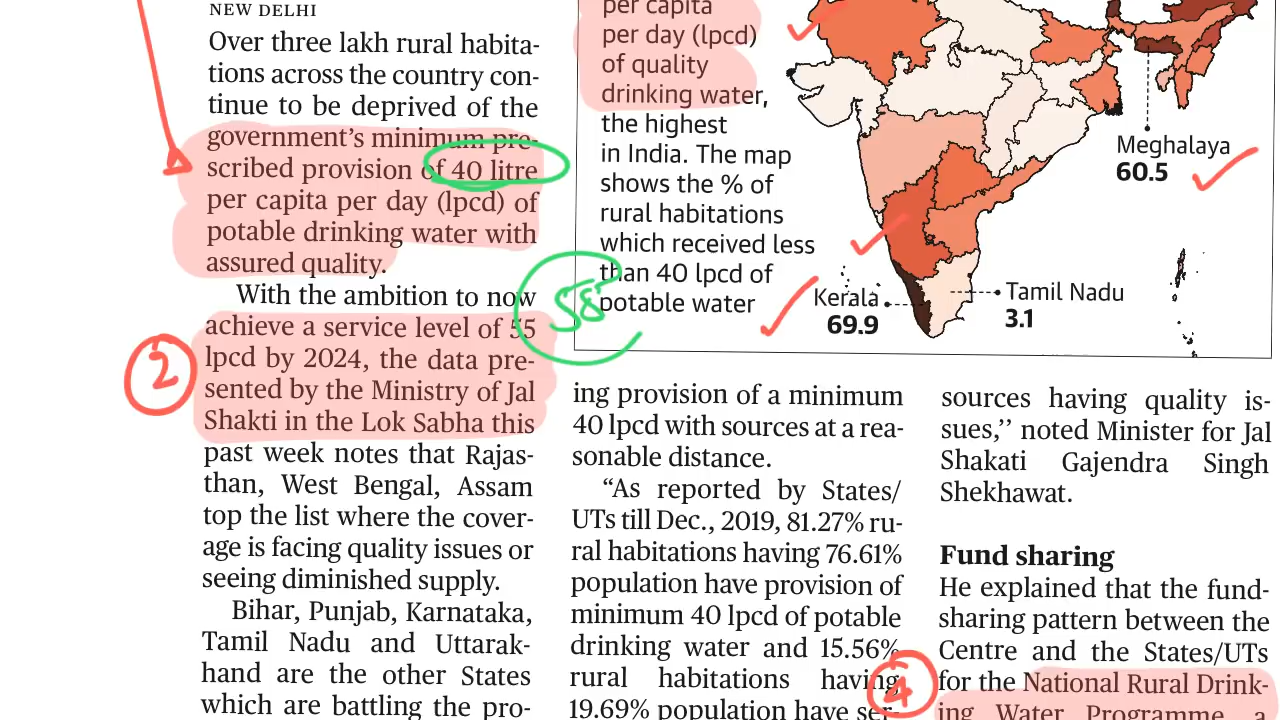 NEW DELHI
Over three lakh rural habita-
tions across the country con-
tinue to be deprived of the
government's minimum pre-
scribed provision of 40 litre
per capita per day (lpcd) of
potable drinking water with
assured quality.
With the ambition to now
achieve a service level of 55
lpcd by 2024, the data pre-
sented by the Ministry of Jal
Shakti in the Lok Sabha this
past week notes that Rajas-
than, West Bengal, Assam
top the list where the cover-
age is facing quality issues or
seeing diminished supply.
Bihar, Punjab, Karnataka,
Tamil Nadu and Uttarak-
hand are the other States
which are battling the pro-
2
per capita
per day (lpcd)
of quality
drinking water,
the highest
in India. The map
shows the % of
rural habitations
which received less
than 40 lpcd of
potable water
Meghalaya
60.5
Kerala
69.9
Tamil Nadu
3.1
ing provision of a minimum
40 lpcd with sources at a rea-
sonable distance.
"As reported by States/
UTs till Dec., 2019, 81.27% ru-
ral habitations having 76.61%
population have provision of
minimum 40 lpcd of potable
drinking water and 15.56%
rural habitations having
19.69% population have ser-
4
sources having quality is-
sues,'' noted Minister for Jal
Shakati Gajendra Singh
Shekhawat.
Fund sharing
He explained that the fund-
sharing pattern between the
Centre and the States/UTs
for the National Rural Drink-
ing Water Programme, a